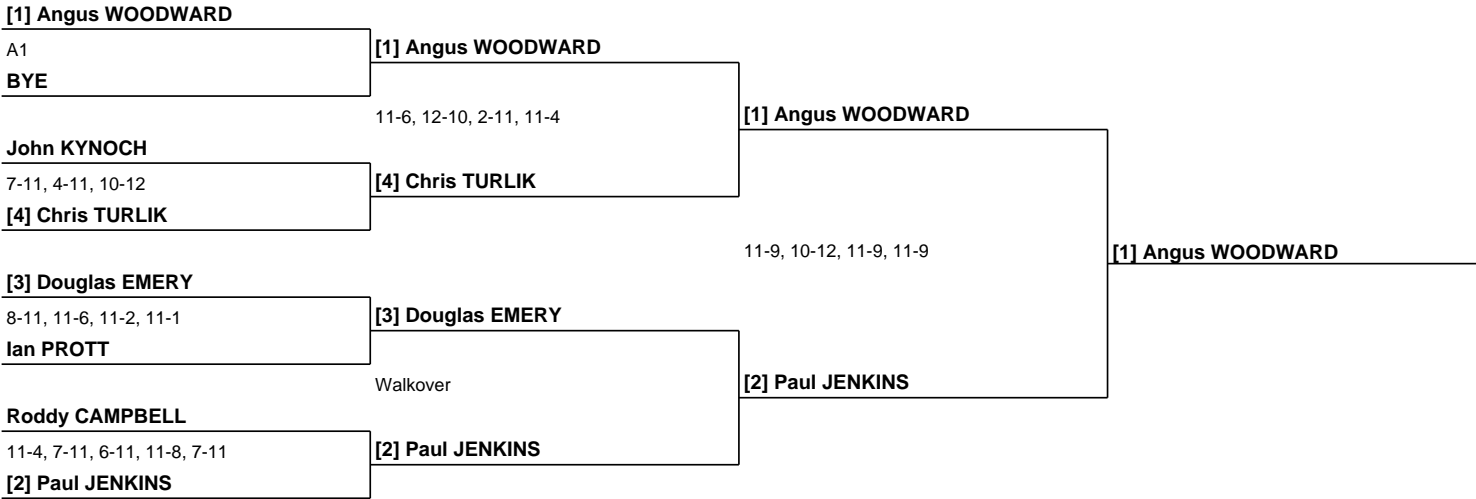 [1] Angus WOODWARD
A1
BYE
[1] Angus WOODWARD
11-6, 12-10, 2-11, 11-4
John KYNOCH
7-11, 4-11, 10-12
[4] Chris TURLIK
[4] Chris TURLIK
[1] Angus WOODWARD
11-9, 10-12, 11-9, 11-9
[1] Angus WOODWARD
[3] Douglas EMERY
8-11, 11-6, 11-2, 11-1
Ian PROTT
[3] Douglas EMERY
Walkover
[2] Paul JENKINS
Roddy CAMPBELL
11-4, 7-11, 6-11, 11-8, 7-11
[2] Paul JENKINS
[2] Paul JENKINS